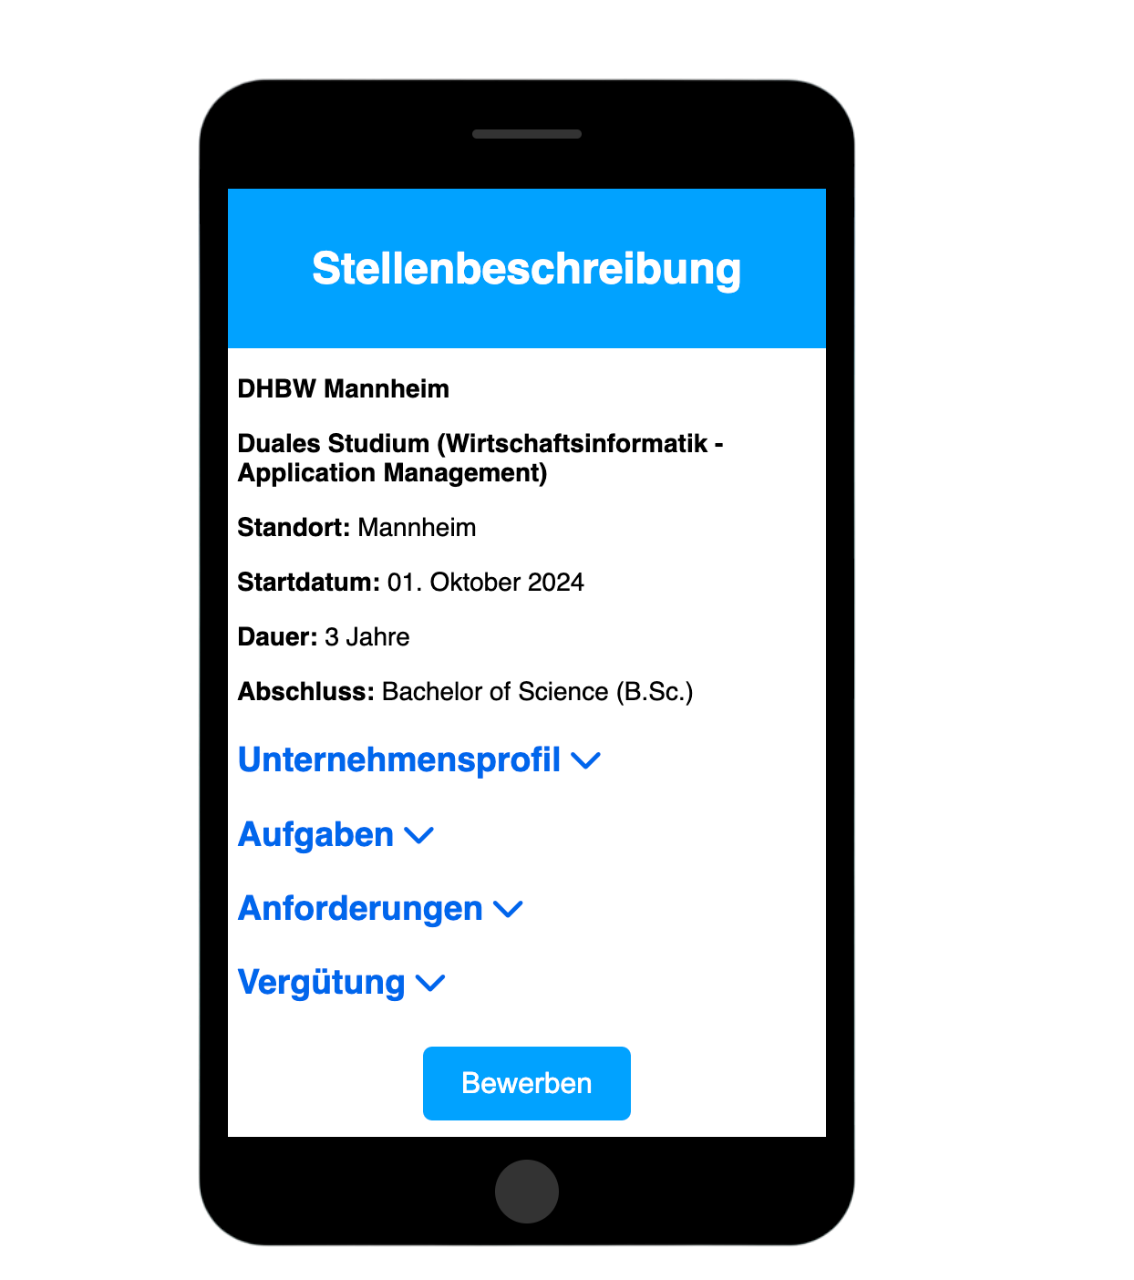 Stellenbeschreibung
DHBW Mannheim
Duales Studium (Wirtschaftsinformatik -
Application Management)
Standort: Mannheim
Startdatum: 01. Oktober 2024
Dauer: 3 Jahre
Abschluss: Bachelor of Science (B.Sc.)
Unternehmensprofil
Aufgaben
Anforderungen
Vergütung
Bewerben